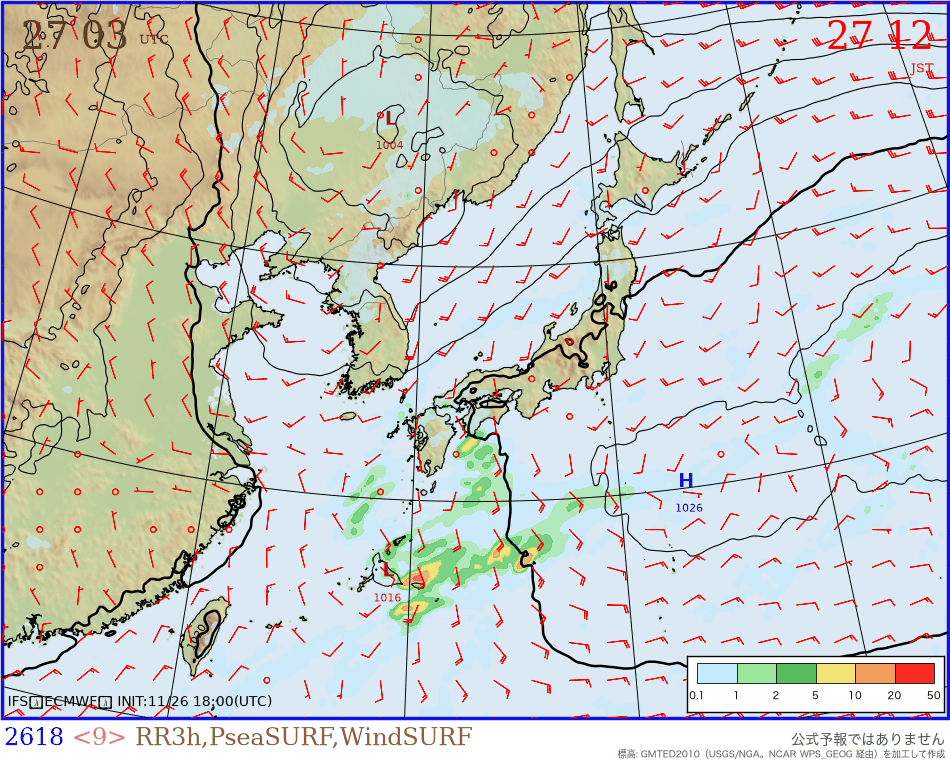 27 03 UTC
27 12
JST
L
1004
H
1026
L
1016
0.1 1 2 5 10 20 50
IFS ECMWF INIT:11/26 18:00(UTC)
2618 <9> RR3h,PseaSURF,WindSURF
公式予報ではありません
標高: GMTED2010（USGS/NGA。NCAR WPS_GEOG 経由）を加工して作成